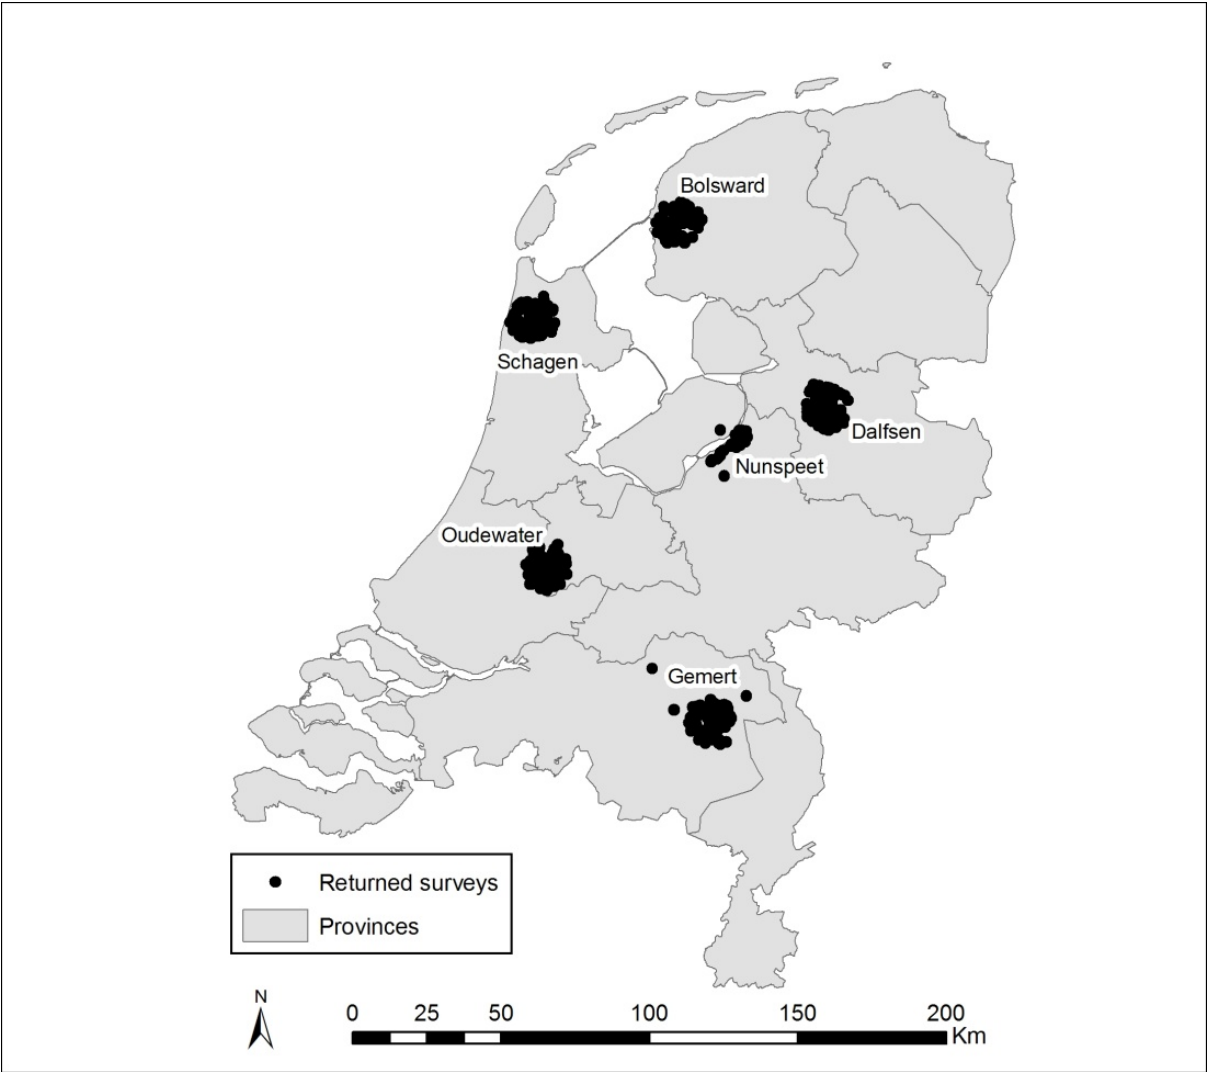 Bolsward
Schagen
Dalfsen
Nunspeet
Oudewater
Gemert
Returned surveys
Provinces
N
0 25 50 100 150 200
Km